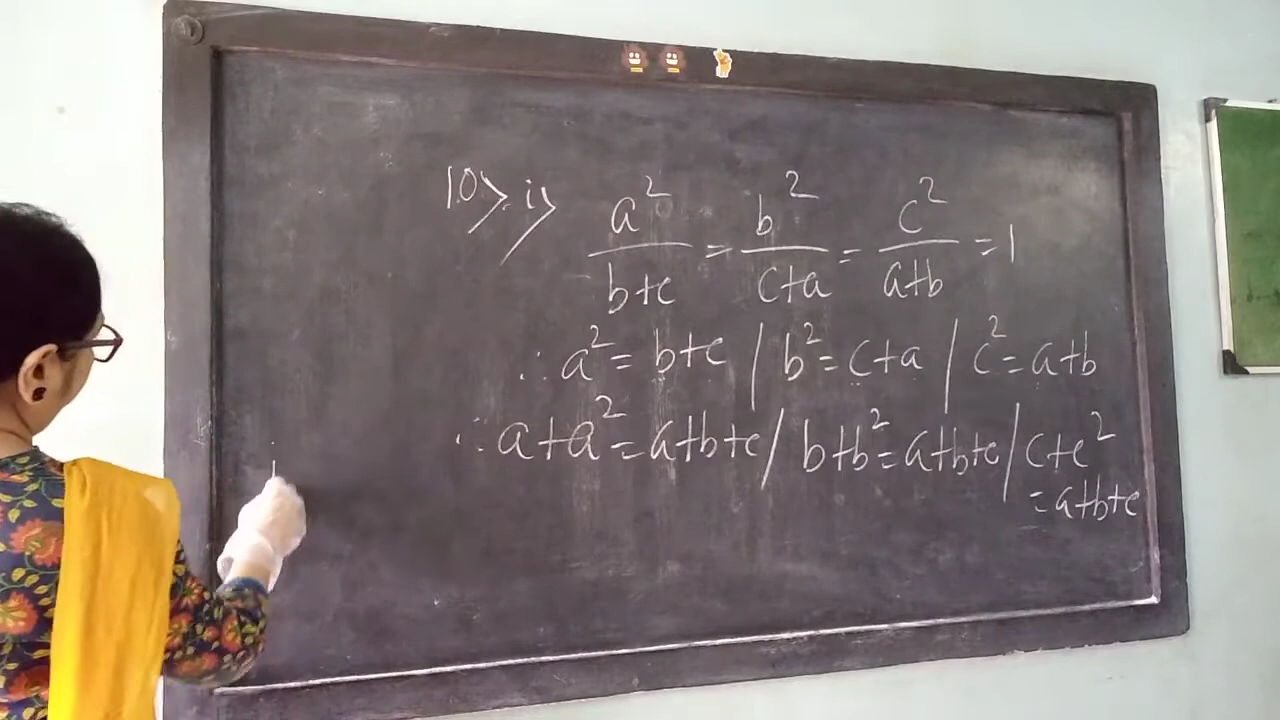 10> i> a²/b+c = b²/c+a = c²/a+b = 1
∴ a² = b+c / b² = c+a / c² = a+b
∴ a+a² = a+b+c / b+b² = a+b+c / c+c²
= a+b+c